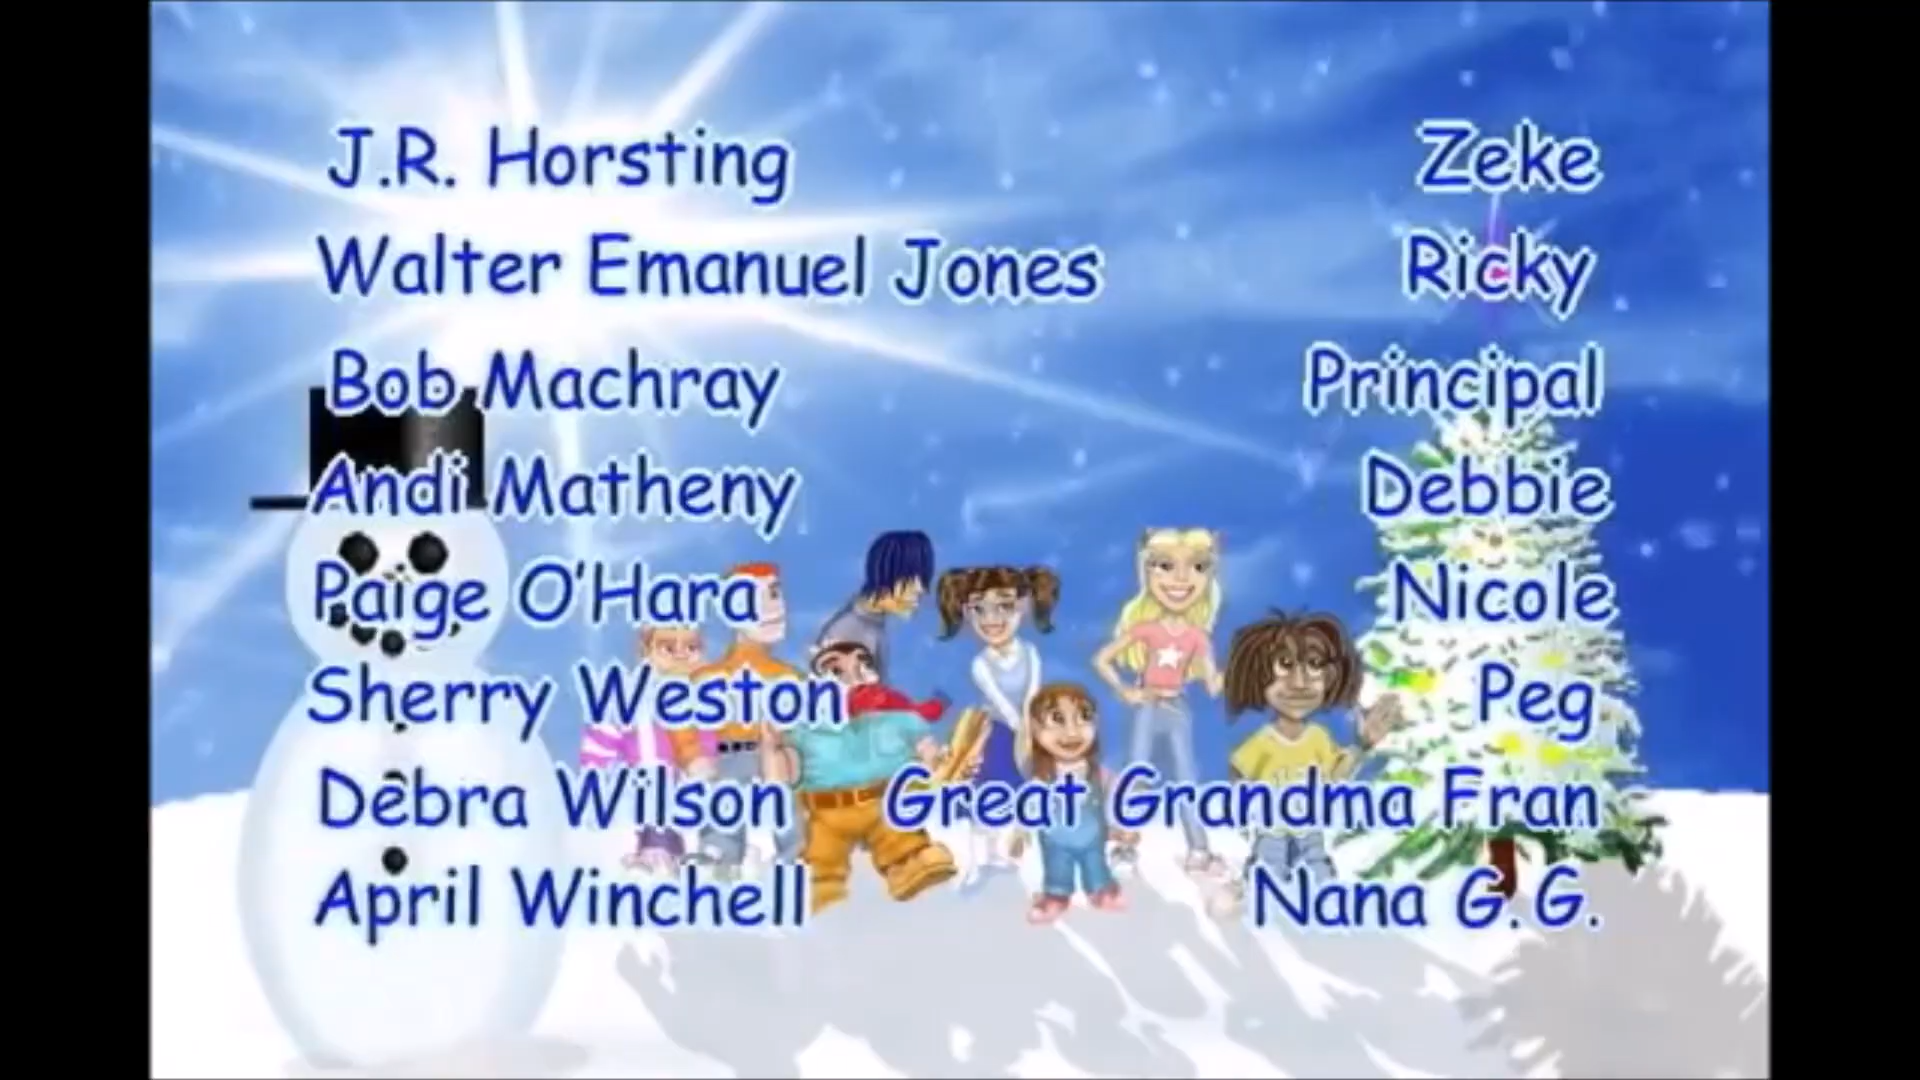 J.R. Horsting Zeke
Walter Emanuel Jones Ricky
Bob Machray Principal
Andi Matheny Debbie
Paige O'Hara Nicole
Sherry Weston Peg
Debra Wilson Great Grandma Fran
April Winchell Nana G.G.